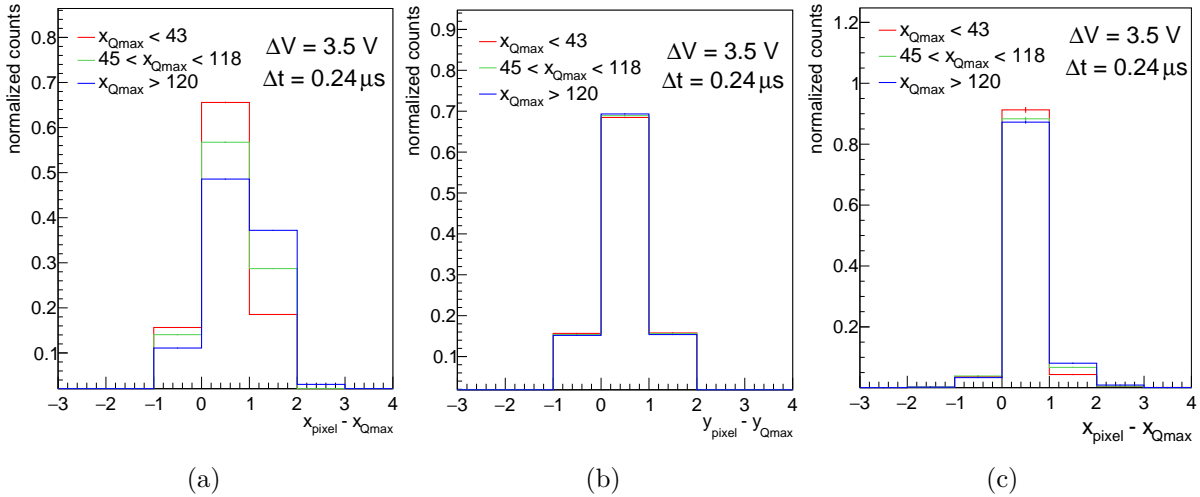 normalized counts
0.8
0.7
0.6
0.5
0.4
0.3
0.2
0.1
x_Qmax < 43
45 < x_Qmax < 118
x_Qmax > 120
ΔV = 3.5 V
Δt = 0.24 μs
−3 −2 −1 0 1 2 3 4
x_pixel - x_Qmax
(a)
normalized counts
0.9
0.8
0.7
0.6
0.5
0.4
0.3
0.2
0.1
x_Qmax < 43
45 < x_Qmax < 118
x_Qmax > 120
ΔV = 3.5 V
Δt = 0.24 μs
−3 −2 −1 0 1 2 3 4
y_pixel - y_Qmax
(b)
normalized counts
1.2
1
0.8
0.6
0.4
0.2
x_Qmax < 43
45 < x_Qmax < 118
x_Qmax > 120
ΔV = 3.5 V
Δt = 0.24 μs
−3 −2 −1 0 1 2 3 4
x_pixel - x_Qmax
(c)